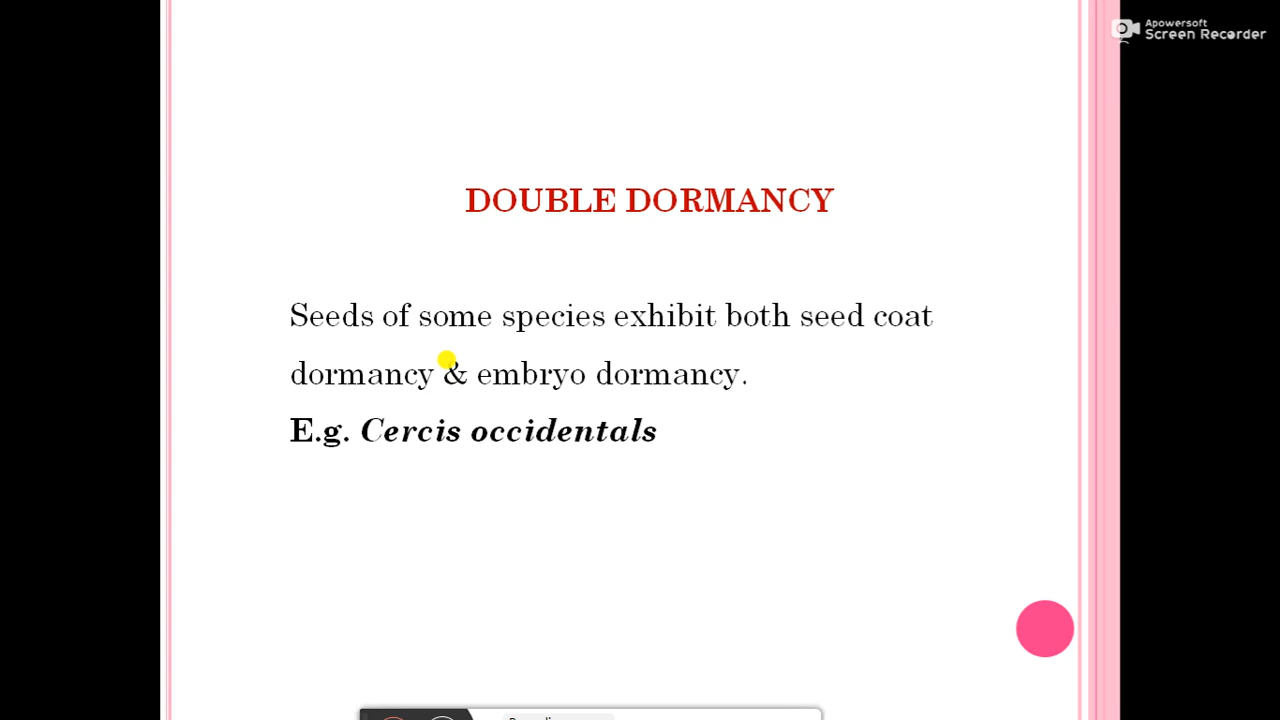 Apowersoft
Screen Recorder
DOUBLE DORMANCY
Seeds of some species exhibit both seed coat
dormancy & embryo dormancy.
E.g. Cercis occidentals